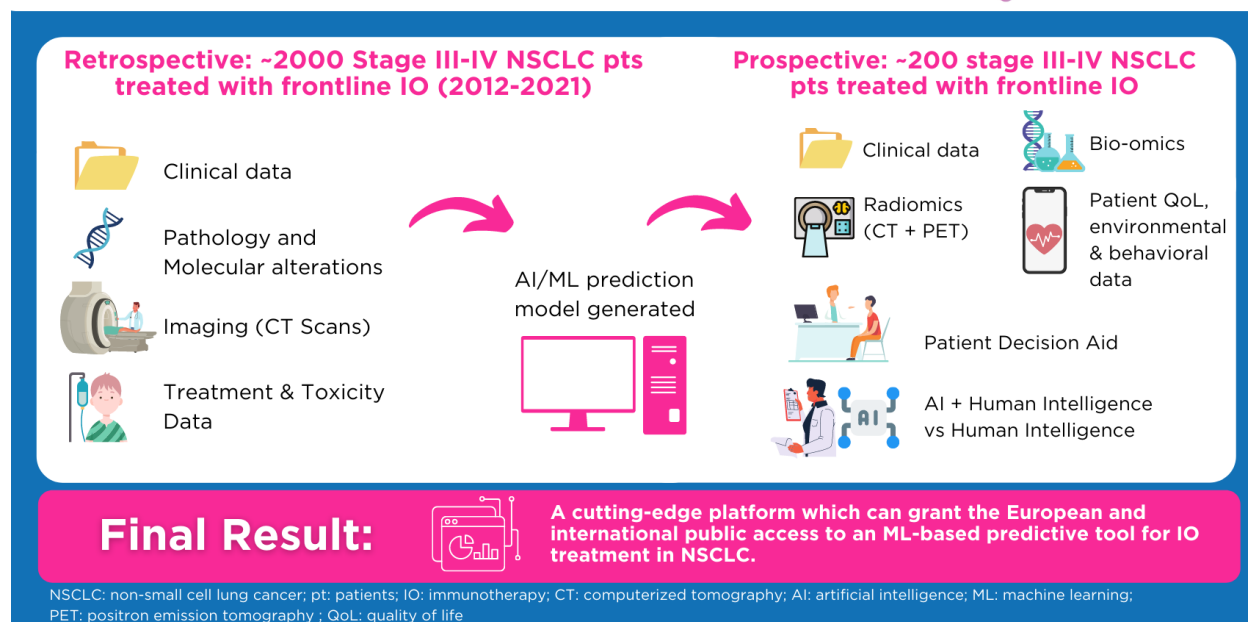 Retrospective: ~2000 Stage III-IV NSCLC pts
treated with frontline IO (2012-2021)
Clinical data
Pathology and
Molecular alterations
Imaging (CT Scans)
Treatment & Toxicity
Data
AI/ML prediction
model generated
Prospective: ~200 stage III-IV NSCLC
pts treated with frontline IO
Clinical data
Bio-omics
Radiomics
(CT + PET)
Patient QoL,
environmental
& behavioral
data
Patient Decision Aid
AI
AI + Human Intelligence
vs Human Intelligence
Final Result:
A cutting-edge platform which can grant the European and
international public access to an ML-based predictive tool for IO
treatment in NSCLC.
NSCLC: non-small cell lung cancer; pt: patients; IO: immunotherapy; CT: computerized tomography; AI: artificial intelligence; ML: machine learning;
PET: positron emission tomography ; QoL: quality of life